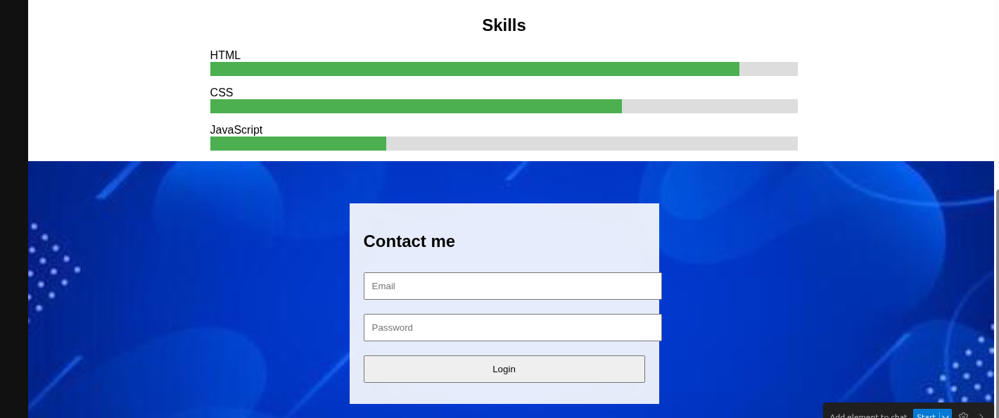 Skills
HTML
CSS
JavaScript
Contact me
Email
Password
Login
Add element to chat Start